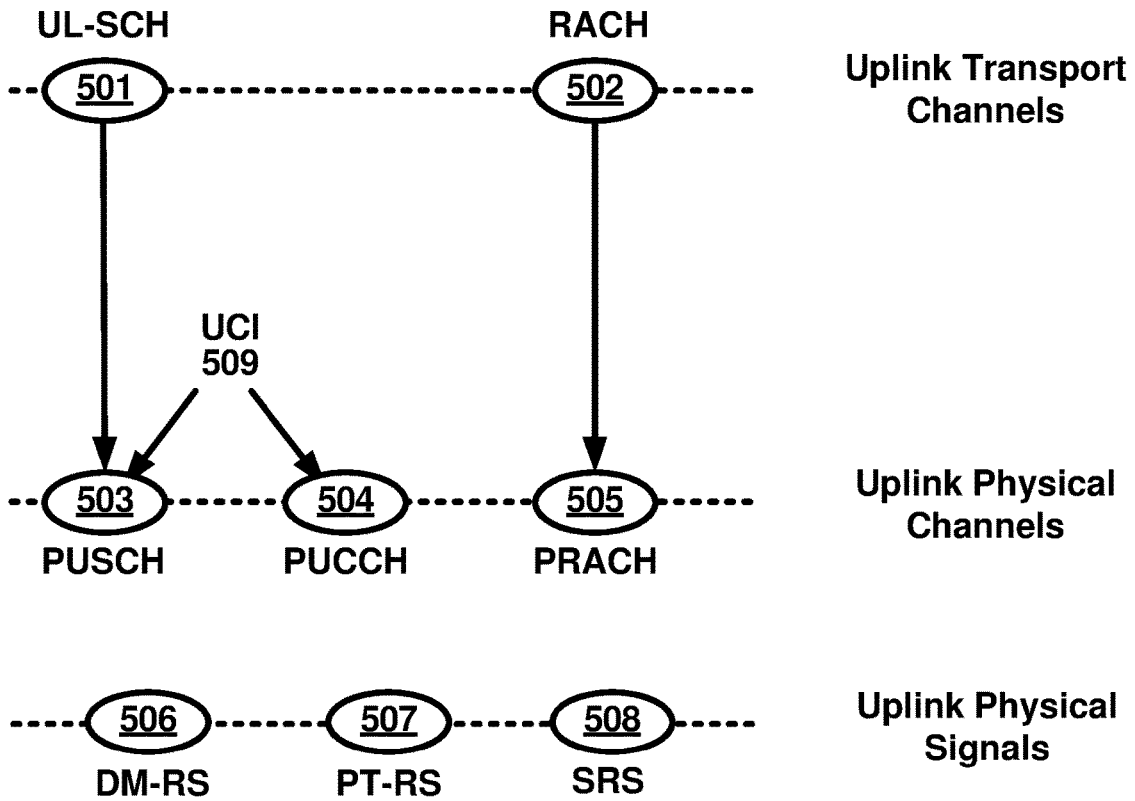 UL-SCH
RACH
501
502
Uplink Transport
Channels
UCI
509
503
504
505
Uplink Physical
Channels
PUSCH
PUCCH
PRACH
506
507
508
Uplink Physical
Signals
DM-RS
PT-RS
SRS